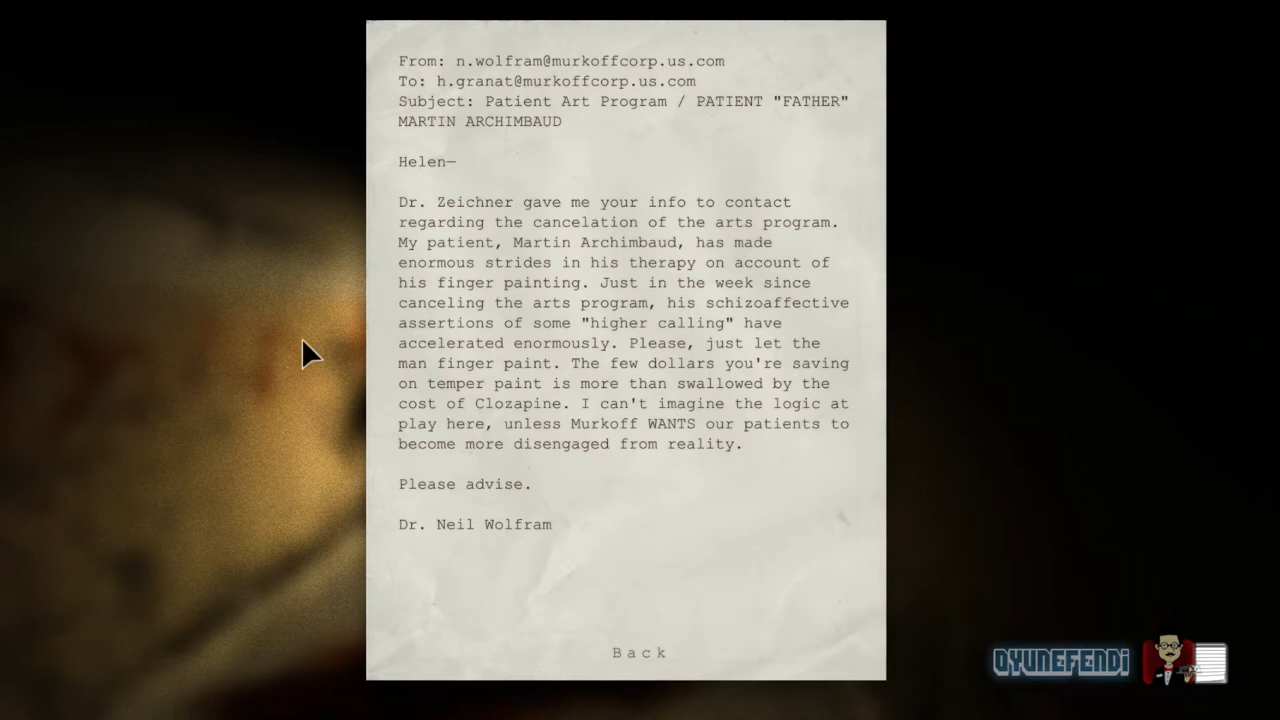 From: n.wolfram@murkoffcorp.us.com
To: h.granat@murkoffcorp.us.com
Subject: Patient Art Program / PATIENT "FATHER"
MARTIN ARCHIMBAUD
Helen—
Dr. Zeichner gave me your info to contact
regarding the cancelation of the arts program.
My patient, Martin Archimbaud, has made
enormous strides in his therapy on account of
his finger painting. Just in the week since
canceling the arts program, his schizoaffective
assertions of some "higher calling" have
accelerated enormously. Please, just let the
man finger paint. The few dollars you're saving
on temper paint is more than swallowed by the
cost of Clozapine. I can't imagine the logic at
play here, unless Murkoff WANTS our patients to
become more disengaged from reality.
Please advise.
Dr. Neil Wolfram
Back
OYUNEFENDİ